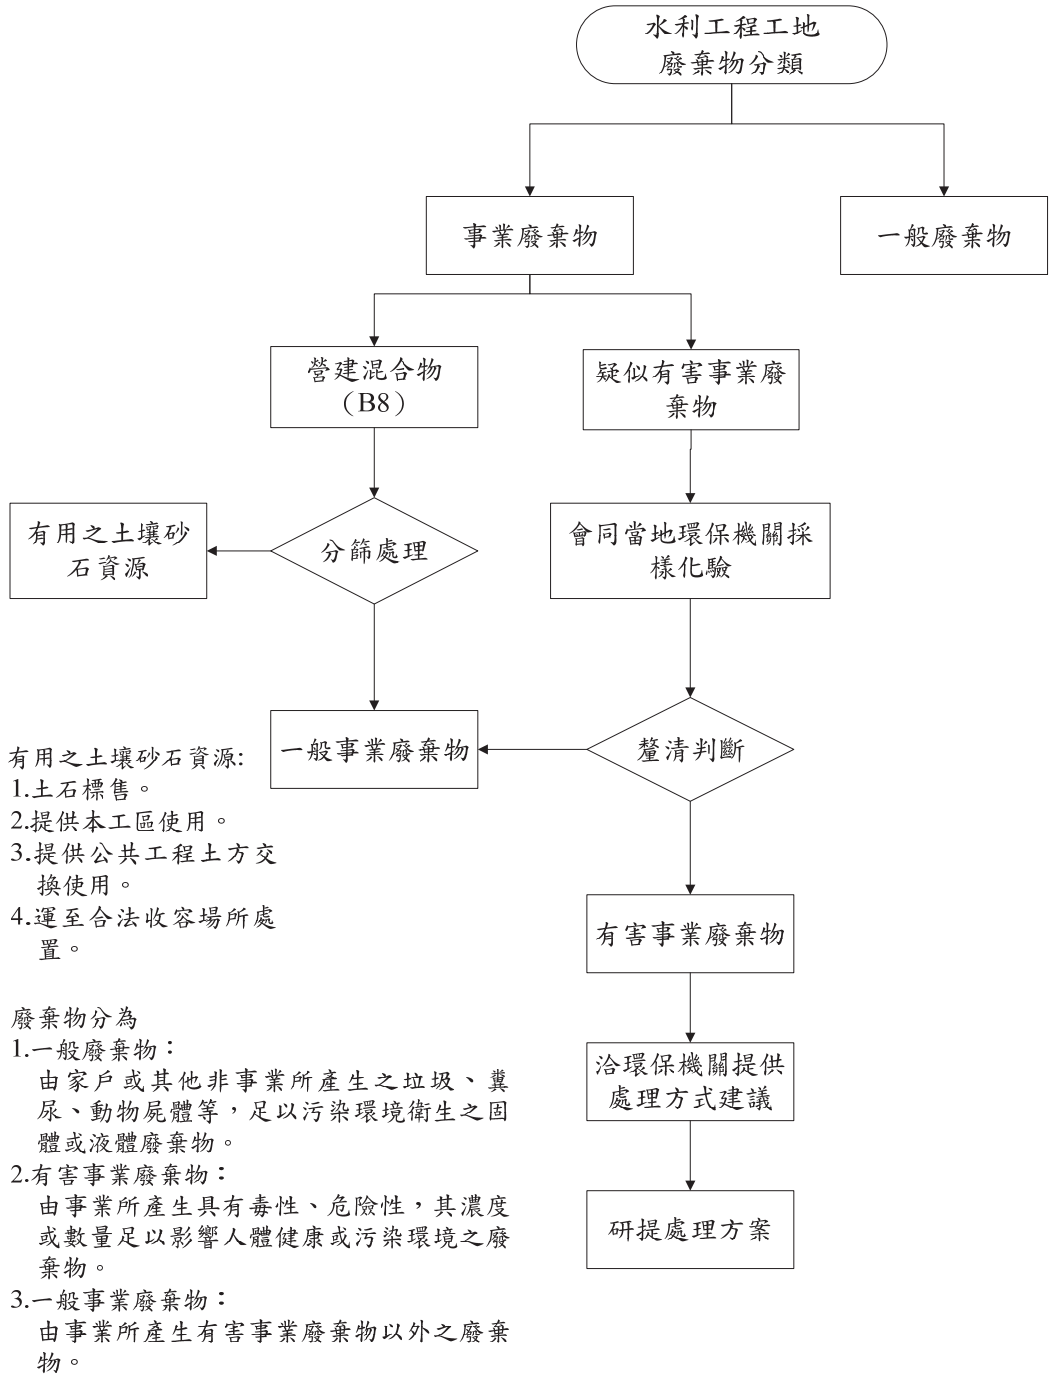 水利工程工地
廢棄物分類
事業廢棄物
一般廢棄物
營建混合物
（B8）
疑似有害事業廢
棄物
有用之土壤砂
石資源
分篩處理
會同當地環保機關採
樣化驗
一般事業廢棄物
釐清判斷
有害事業廢棄物
洽環保機關提供
處理方式建議
研提處理方案
有用之土壤砂石資源:
1.土石標售。
2.提供本工區使用。
3.提供公共工程土方交
換使用。
4.運至合法收容場所處
置。
廢棄物分為
1.一般廢棄物：
由家戶或其他非事業所產生之垃圾、糞
尿、動物屍體等，足以污染環境衛生之固
體或液體廢棄物。
2.有害事業廢棄物：
由事業所產生具有毒性、危險性，其濃度
或數量足以影響人體健康或污染環境之廢
棄物。
3.一般事業廢棄物：
由事業所產生有害事業廢棄物以外之廢棄
物。